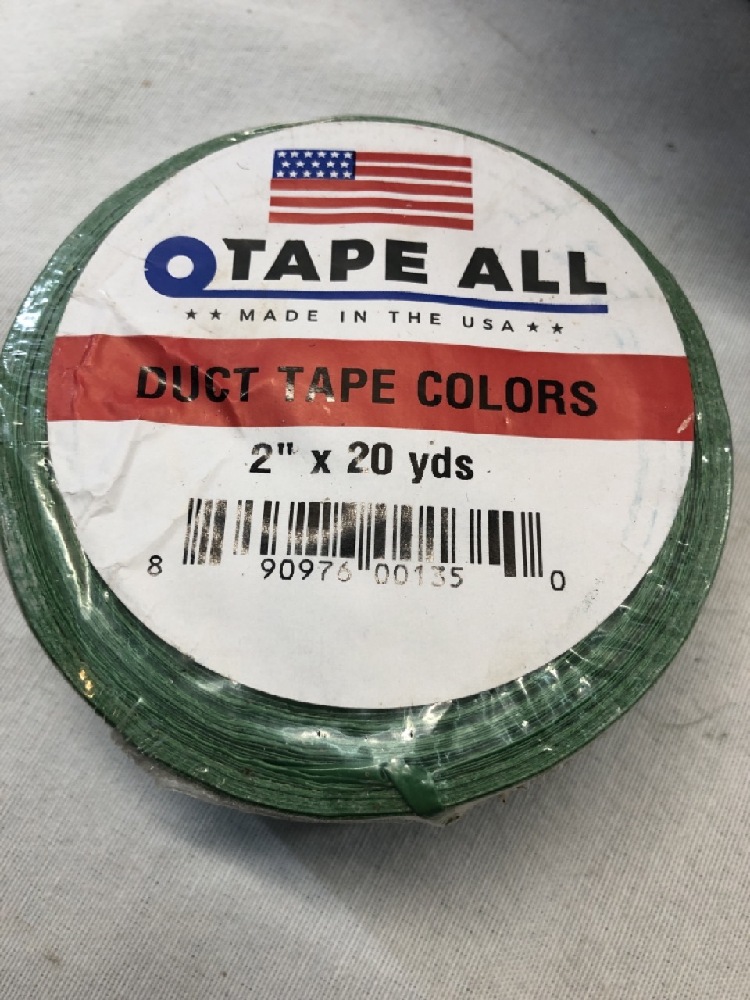 TAPE ALL
★★ MADE IN THE USA ★★
DUCT TAPE COLORS
2" x 20 yds
8 90976 00135 0